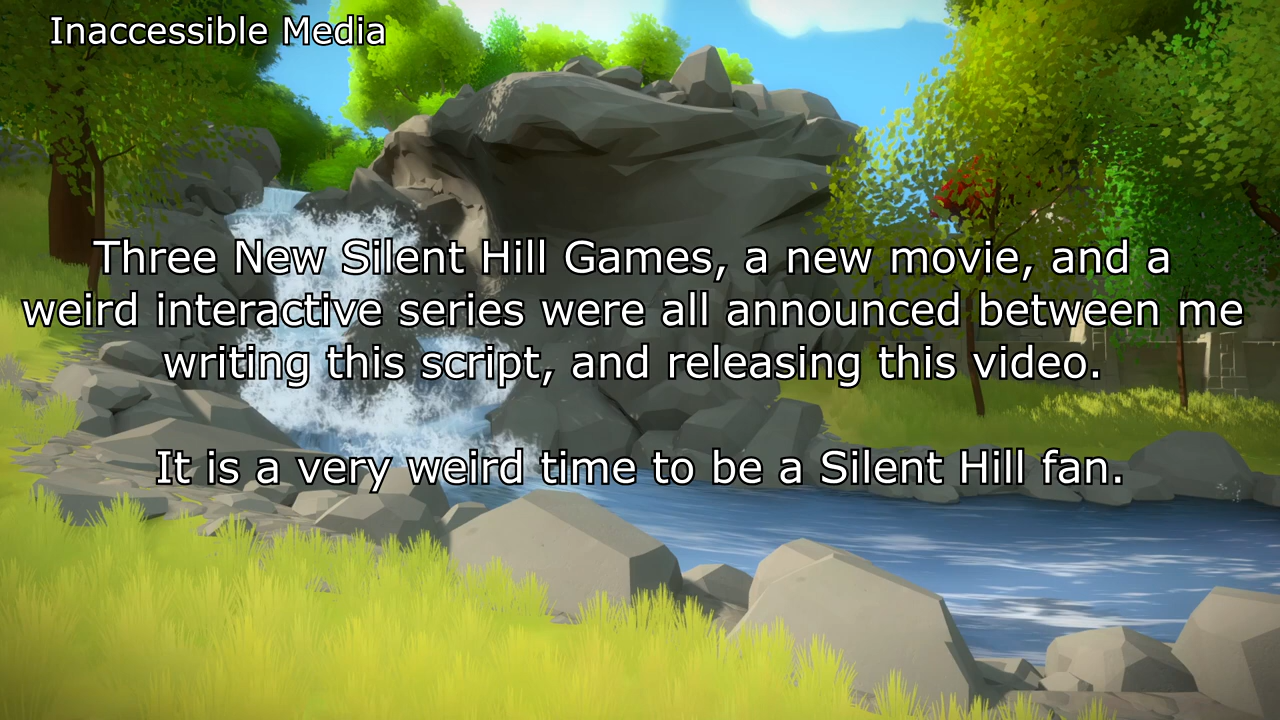 Inaccessible Media
Three New Silent Hill Games, a new movie, and a
weird interactive series were all announced between me
writing this script, and releasing this video.
It is a very weird time to be a Silent Hill fan.